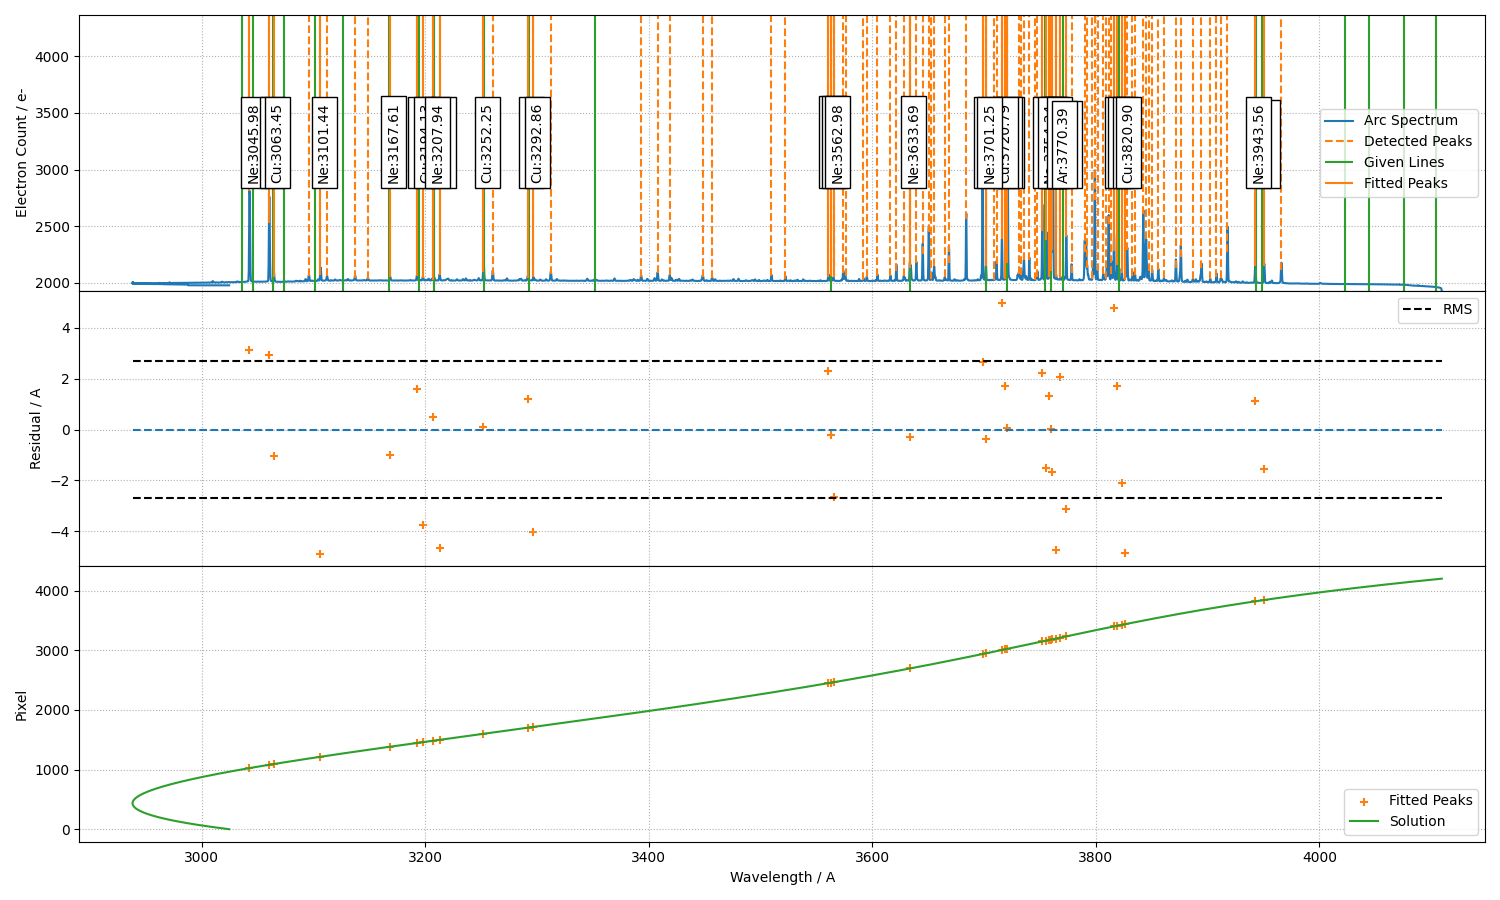 4000
3500
3000
2500
2000
Electron Count / e-
Ne:3045.98
Cu:3063.45
Ne:3101.44
Ne:3167.61
Ne:3207.94
Cu:3252.25
Cu:3292.86
Ne:3562.98
Ne:3633.69
Ne:3701.25
Ar:3770.39
Cu:3820.90
Ne:3943.56
Arc Spectrum
Detected Peaks
Given Lines
Fitted Peaks
4
2
0
−2
−4
Residual / A
RMS
4000
3000
2000
1000
0
Pixel
Fitted Peaks
Solution
3000
3200
3400
3600
3800
4000
Wavelength / A